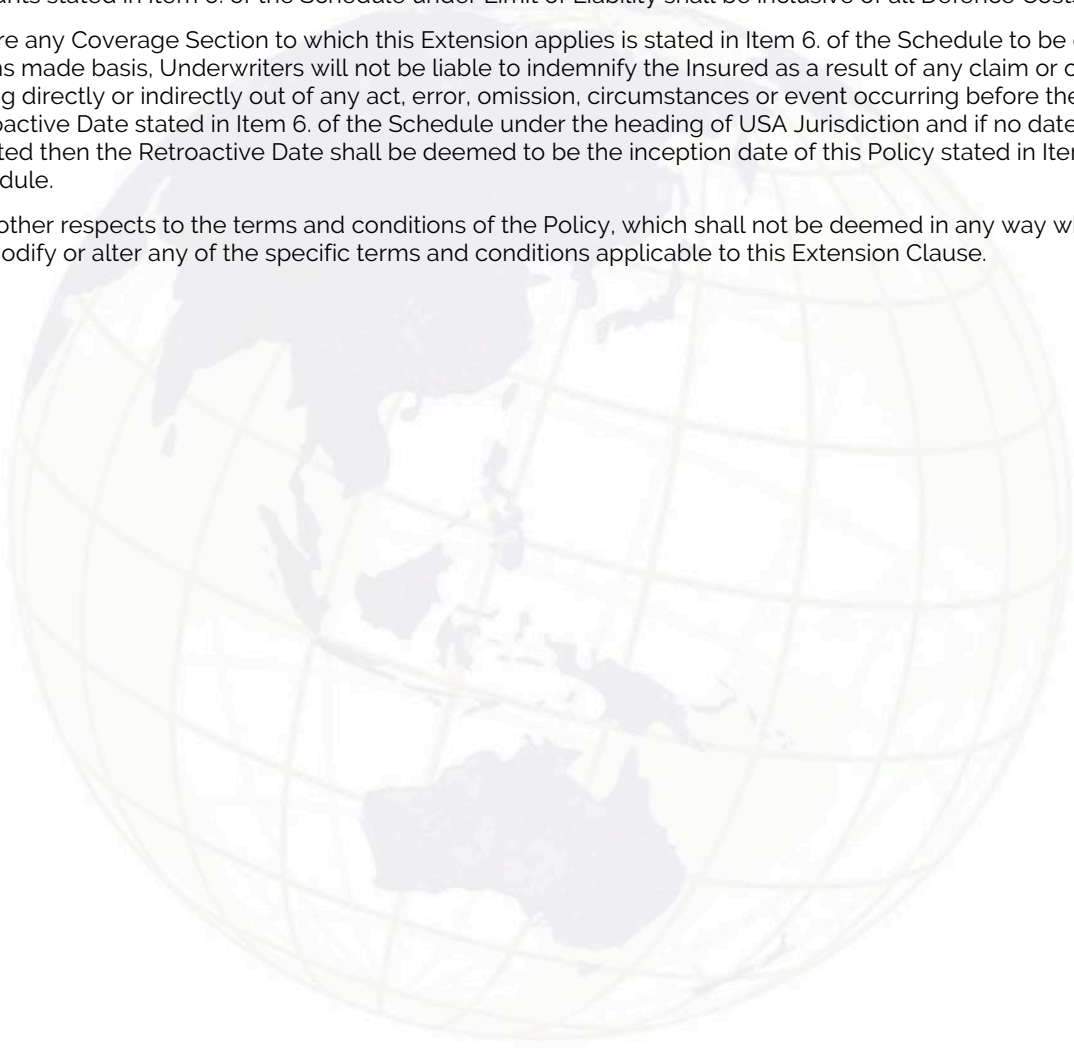 stated in Item 6. of the Schedule under Limit of Liability shall be inclusive of all Defence Costs
any Coverage Section to which this Extension applies is stated in Item 6. of the Schedule to be
made basis, Underwriters will not be liable to indemnify the Insured as a result of any claim or
directly or indirectly out of any act, error, omission, circumstances or event occurring before the
Date stated in Item 6. of the Schedule under the heading of USA Jurisdiction and if no date
then the Retroactive Date shall be deemed to be the inception date of this Policy stated in
other respects to the terms and conditions of the Policy, which shall not be deemed in any way
or alter any of the specific terms and conditions applicable to this Extension Clause.